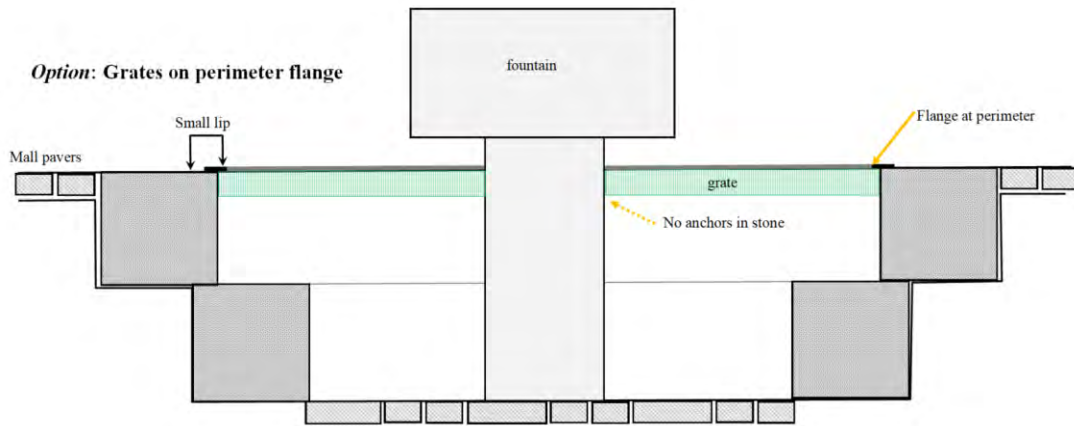 fountain
Option: Grates on perimeter flange
Small lip
Flange at perimeter
Mall pavers
grate
No anchors in stone